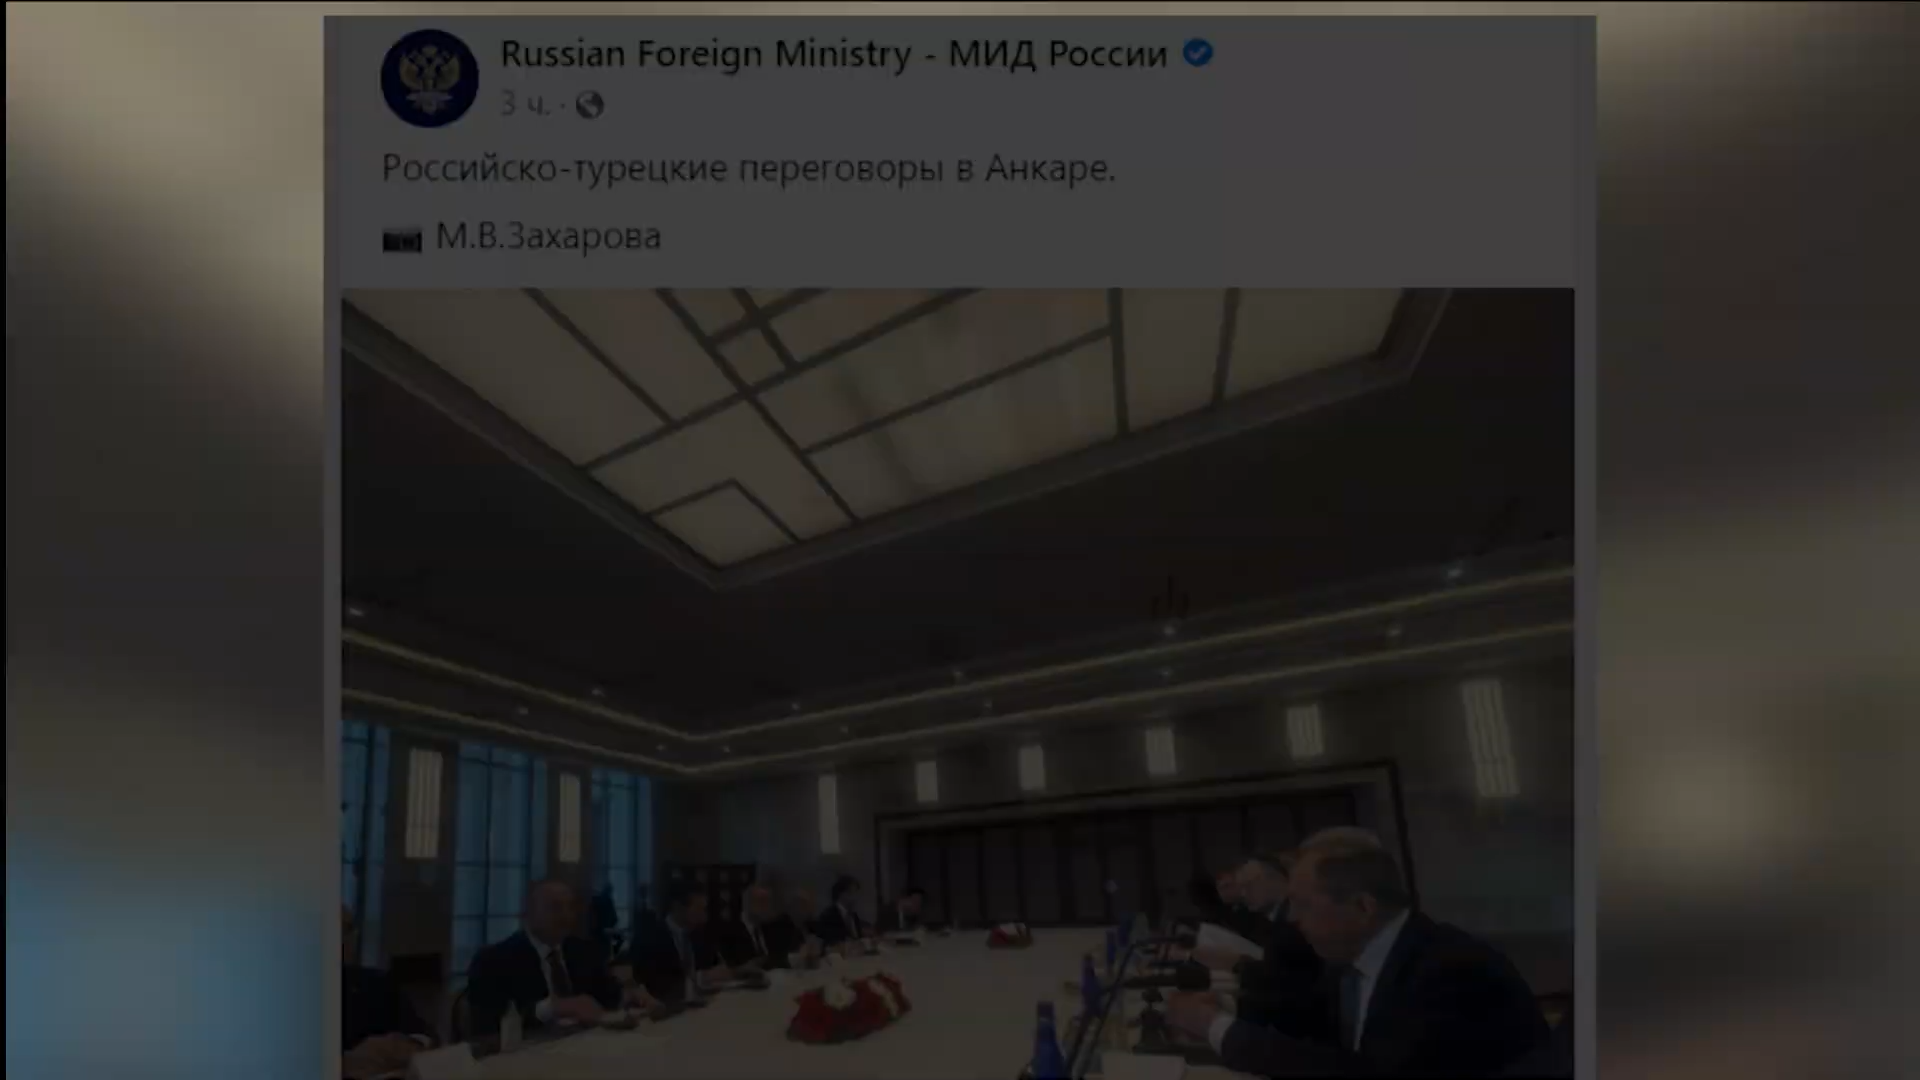 Russian Foreign Ministry - МИД России
3 ч. ·
Российско-турецкие переговоры в Анкаре.
М.В.Захарова